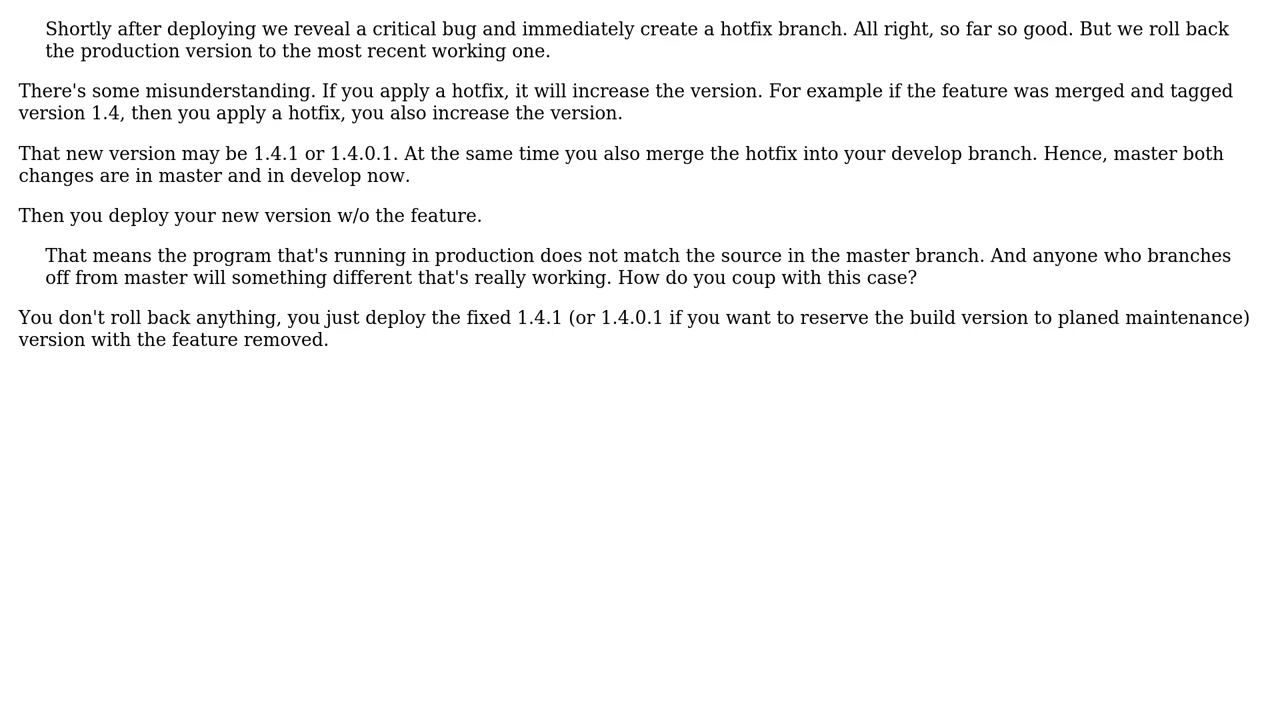 Shortly after deploying we reveal a critical bug and immediately create a hotfix branch. All right, so far so good. But we roll back
the production version to the most recent working one.
There's some misunderstanding. If you apply a hotfix, it will increase the version. For example if the feature was merged and tagged
version 1.4, then you apply a hotfix, you also increase the version.
That new version may be 1.4.1 or 1.4.0.1. At the same time you also merge the hotfix into your develop branch. Hence, master both
changes are in master and in develop now.
Then you deploy your new version w/o the feature.
That means the program that's running in production does not match the source in the master branch. And anyone who branches
off from master will something different that's really working. How do you coup with this case?
You don't roll back anything, you just deploy the fixed 1.4.1 (or 1.4.0.1 if you want to reserve the build version to planed maintenance)
version with the feature removed.